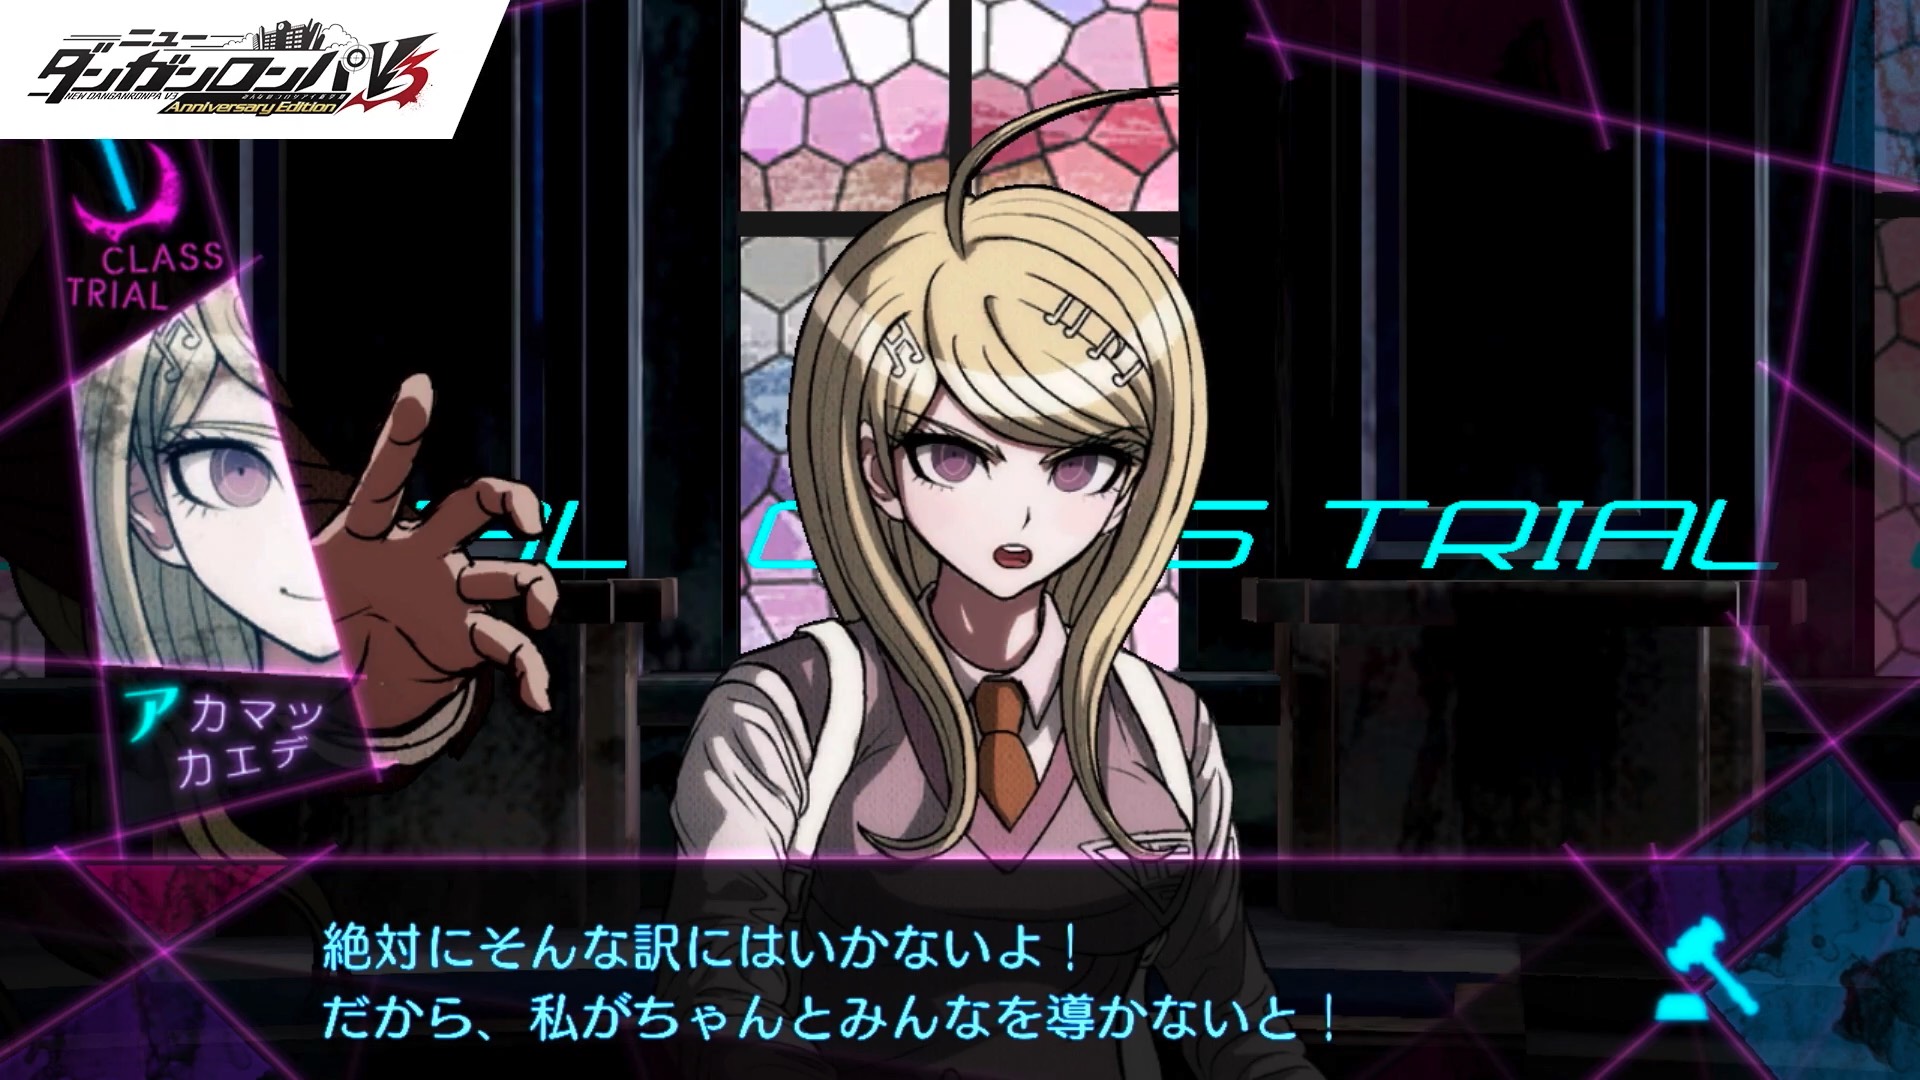 ニュー
ダンガンロンパV3
NEW DANGANRONPA V3
Anniversary Edition
CLASS
TRIAL
AL CLASS TRIAL
アカマツ
カエデ
絶対にそんな訳にはいかないよ！
だから、私がちゃんとみんなを導かないと！